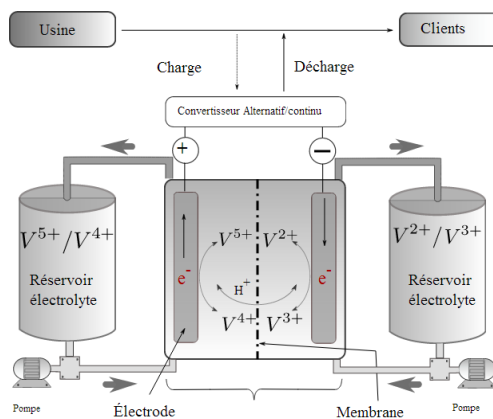 Usine
Clients
Charge
Décharge
Convertisseur Alternatif/continu
+
−
V⁵⁺/V⁴⁺
Réservoir
électrolyte
V⁵⁺
V²⁺
e⁻
e⁻
H⁺
V⁴⁺
V³⁺
V²⁺/V³⁺
Réservoir
électrolyte
Pompe
Électrode
Membrane
Pompe